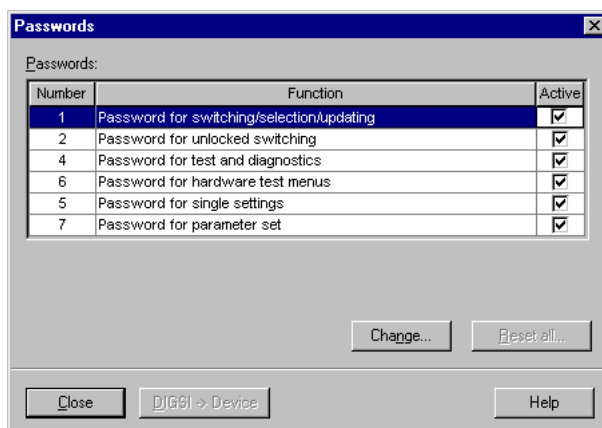 Passwords
Passwords:
Number Function Active
1 Password for switching/selection/updating
2 Password for unlocked switching
4 Password for test and diagnostics
6 Password for hardware test menus
5 Password for single settings
7 Password for parameter set
Change... Reset all...
Close DIGSI -> Device Help